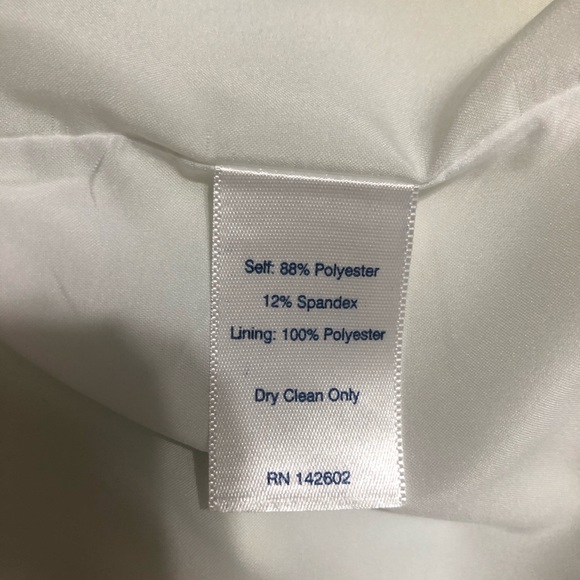 Self: 88% Polyester
12% Spandex
Lining: 100% Polyester
Dry Clean Only
RN 142602